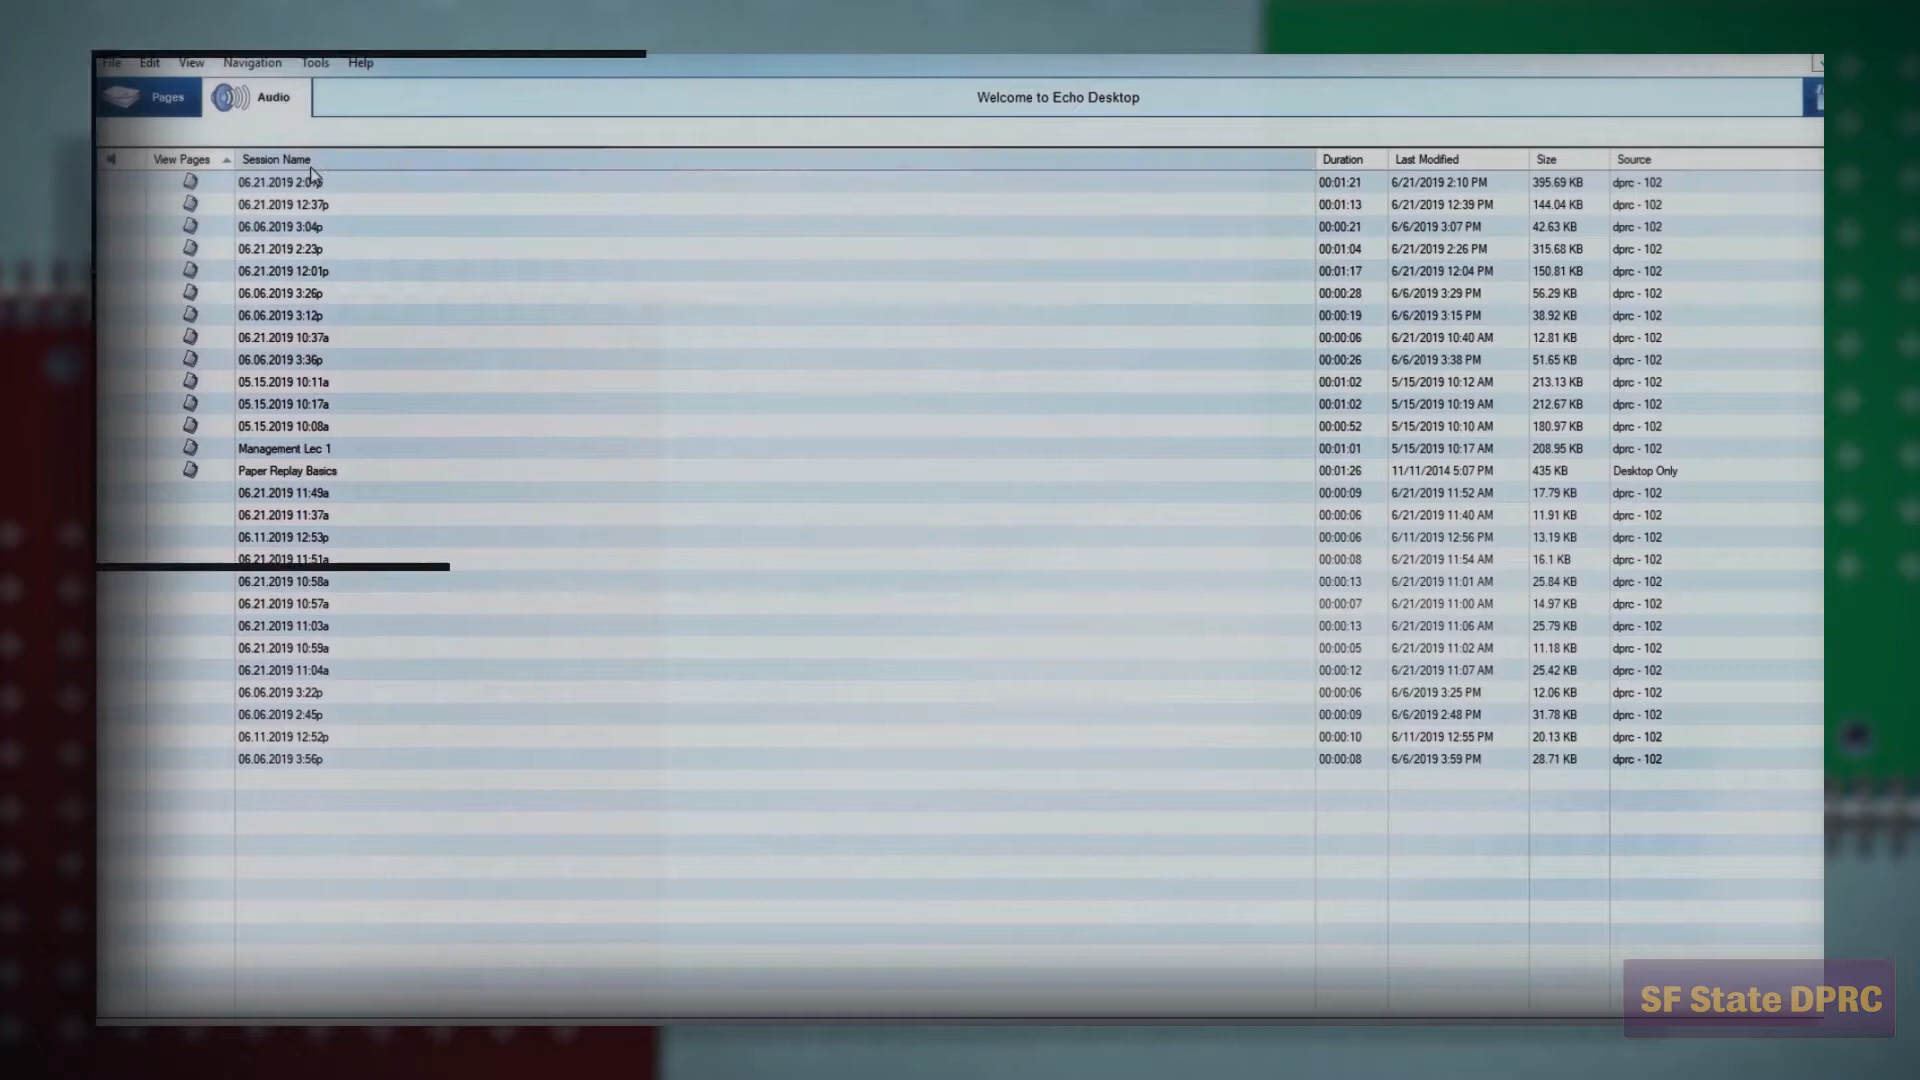 File Edit View Navigation Tools Help
Pages Audio Welcome to Echo Desktop
View Pages Session Name Duration Last Modified Size Source
06.21.2019 00:01:21 6/21/2019 2:10 PM 395.69 KB dprc - 102
06.21.2019 12:37p 00:01:13 6/21/2019 12:39 PM 144.04 KB dprc - 102
06.06.2019 3:04p 00:00:21 6/6/2019 3:07 PM 42.63 KB dprc - 102
06.21.2019 2:23p 00:01:04 6/21/2019 2:26 PM 315.68 KB dprc - 102
06.21.2019 12:01p 00:01:17 6/21/2019 12:04 PM 150.81 KB dprc - 102
06.06.2019 3:26p 00:00:28 6/6/2019 3:29 PM 56.29 KB dprc - 102
06.06.2019 3:12p 00:00:19 6/6/2019 3:15 PM 38.92 KB dprc - 102
06.21.2019 10:37a 00:00:06 6/21/2019 10:40 AM 12.81 KB dprc - 102
06.06.2019 3:36p 00:00:26 6/6/2019 3:38 PM 51.65 KB dprc - 102
05.15.2019 10:11a 00:01:02 5/15/2019 10:12 AM 213.13 KB dprc - 102
05.15.2019 10:17a 00:01:02 5/15/2019 10:19 AM 212.67 KB dprc - 102
05.15.2019 10:08a 00:00:52 5/15/2019 10:10 AM 180.97 KB dprc - 102
Management Lec 1 00:01:01 5/15/2019 10:17 AM 208.95 KB dprc - 102
Paper Replay Basics 00:01:26 11/11/2014 5:07 PM 435 KB Desktop Only
06.21.2019 11:49a 00:00:09 6/21/2019 11:52 AM 17.79 KB dprc - 102
06.21.2019 11:37a 00:00:06 6/21/2019 11:40 AM 11.91 KB dprc - 102
06.11.2019 12:53p 00:00:06 6/11/2019 12:56 PM 13.19 KB dprc - 102
06.21.2019 11:51a 00:00:08 6/21/2019 11:54 AM 16.1 KB dprc - 102
06.21.2019 10:58a 00:00:13 6/21/2019 11:01 AM 25.84 KB dprc - 102
06.21.2019 10:57a 00:00:07 6/21/2019 11:00 AM 14.97 KB dprc - 102
06.21.2019 11:03a 00:00:13 6/21/2019 11:06 AM 25.79 KB dprc - 102
06.21.2019 10:59a 00:00:05 6/21/2019 11:02 AM 11.18 KB dprc - 102
06.21.2019 11:04a 00:00:12 6/21/2019 11:07 AM 25.42 KB dprc - 102
06.06.2019 3:22p 00:00:06 6/6/2019 3:25 PM 12.06 KB dprc - 102
06.06.2019 2:45p 00:00:09 6/6/2019 2:48 PM 31.78 KB dprc - 102
06.11.2019 12:52p 00:00:10 6/11/2019 12:55 PM 20.13 KB dprc - 102
06.06.2019 3:56p 00:00:08 6/6/2019 3:59 PM 28.71 KB dprc - 102
SF State DPRC